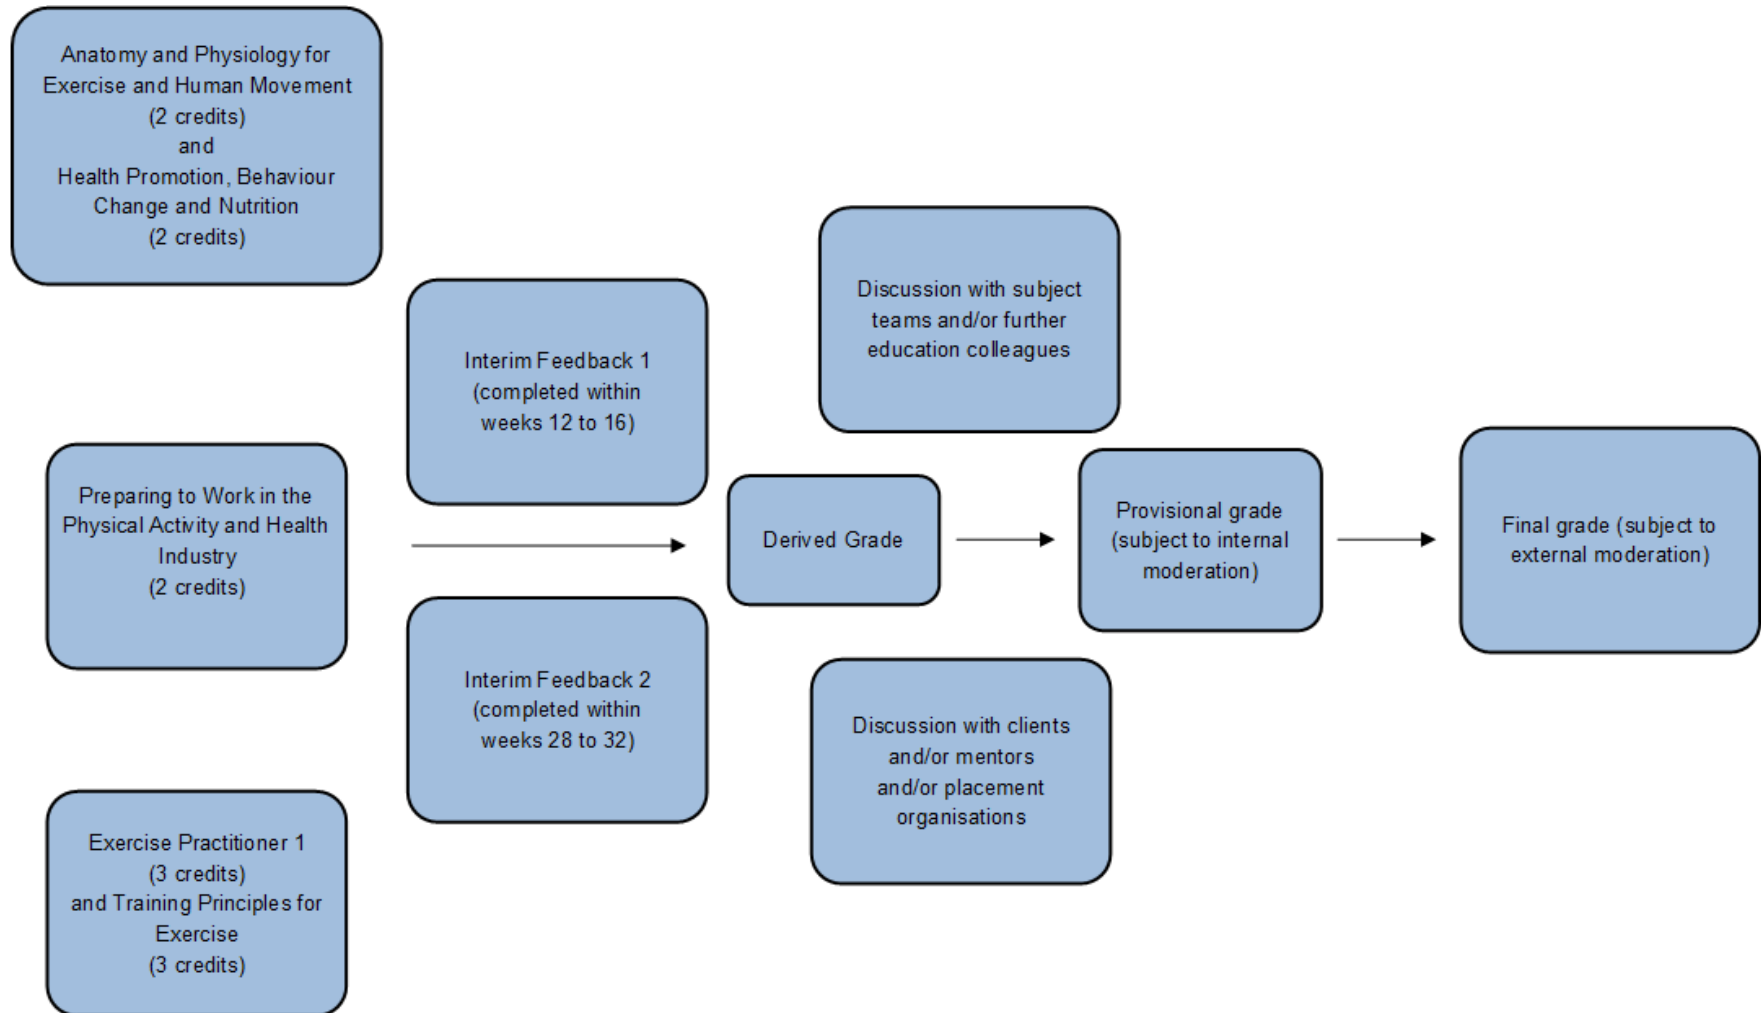 Anatomy and Physiology for
Exercise and Human Movement
(2 credits)
and
Health Promotion, Behaviour
Change and Nutrition
(2 credits)
Preparing to Work in the
Physical Activity and Health
Industry
(2 credits)
Exercise Practitioner 1
(3 credits)
and Training Principles for
Exercise
(3 credits)
Interim Feedback 1
(completed within
weeks 12 to 16)
Interim Feedback 2
(completed within
weeks 28 to 32)
Derived Grade
Discussion with subject
teams and/or further
education colleagues
Discussion with clients
and/or mentors
and/or placement
organisations
Provisional grade
(subject to internal
moderation)
Final grade (subject to
external moderation)